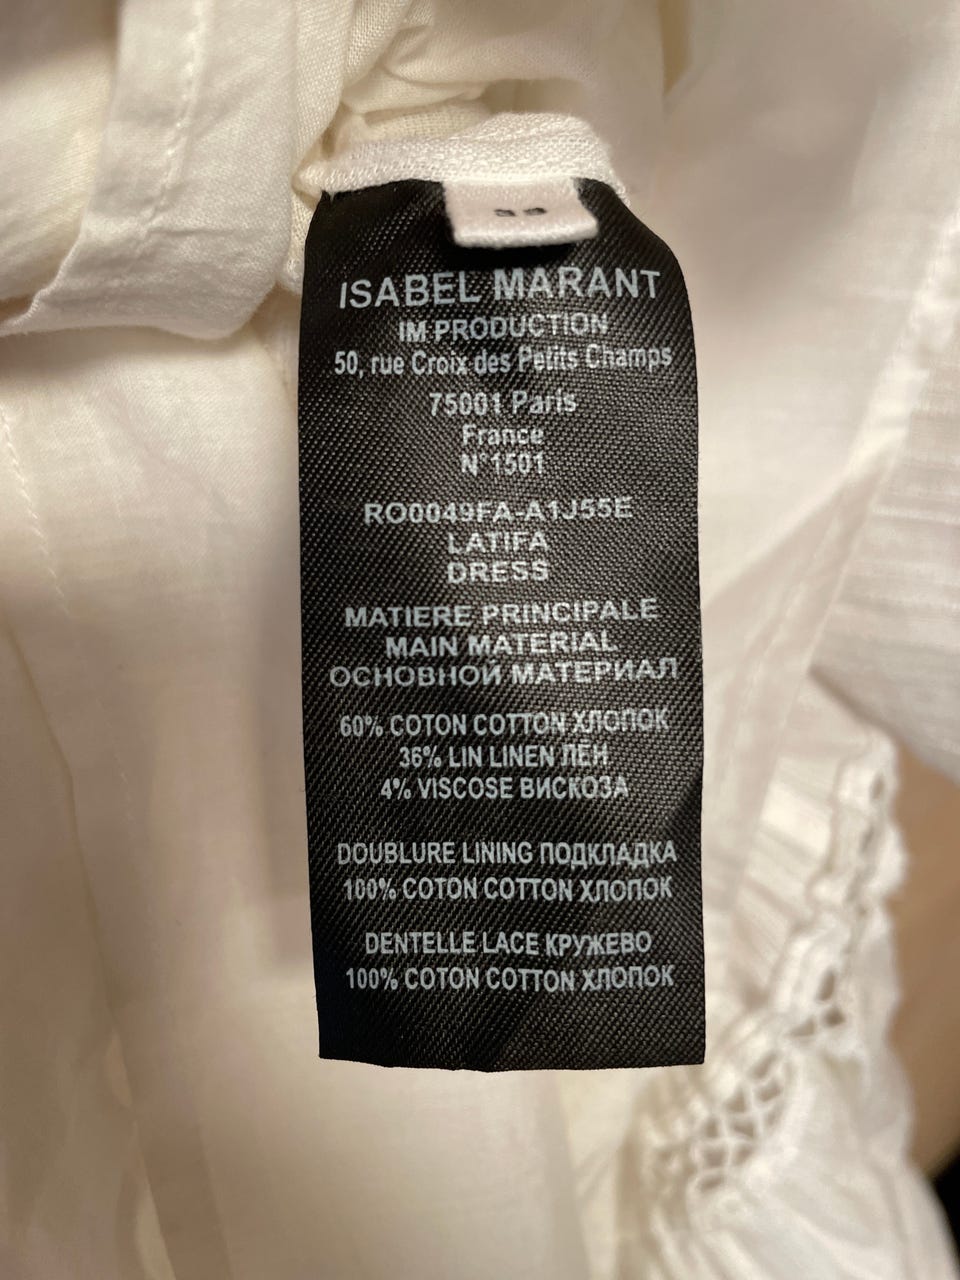 ISABEL MARANT
IM PRODUCTION
50, rue Croix des Petits Champs
75001 Paris
France
N°1501
RO0049FA-A1J55E
LATIFA
DRESS
MATIERE PRINCIPALE
MAIN MATERIAL
ОСНОВНОЙ МАТЕРИАЛ
60% COTON COTTON ХЛОПОК
36% LIN LINEN ЛЁН
4% VISCOSE ВИСКОЗА
DOUBLURE LINING ПОДКЛАДКА
100% COTON COTTON ХЛОПОК
DENTELLE LACE КРУЖЕВО
100% COTON COTTON ХЛОПОК